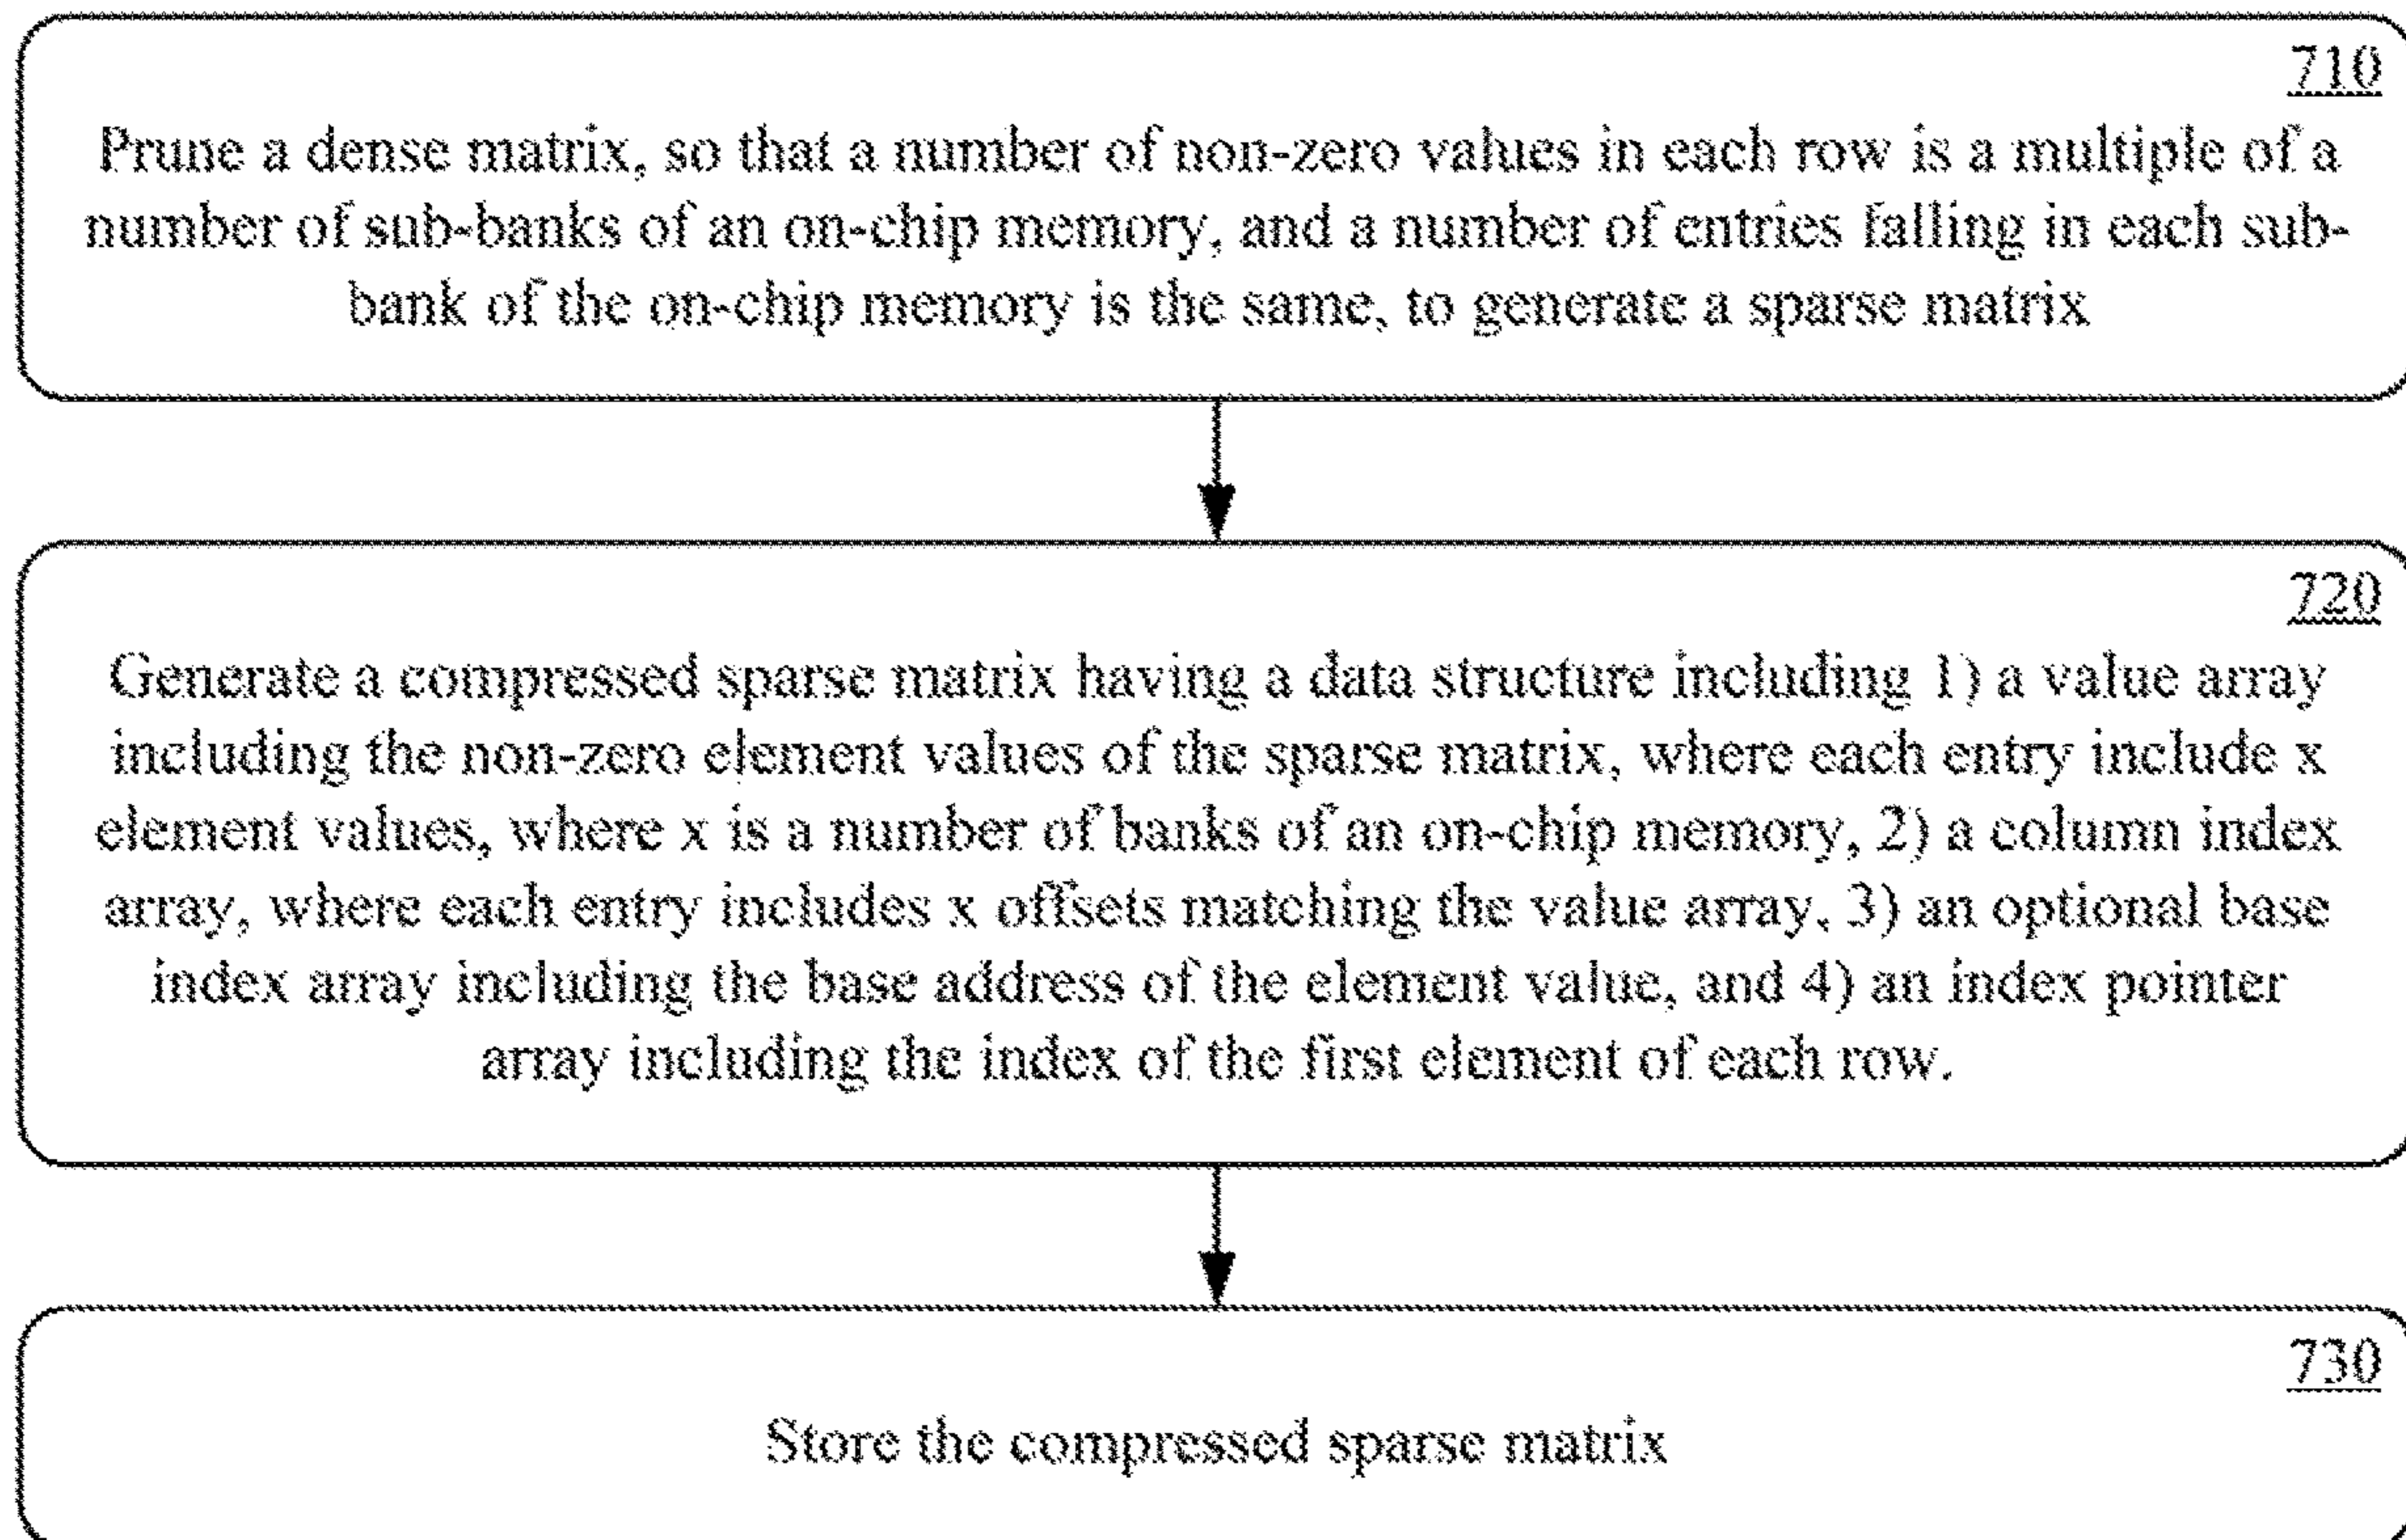 710
Prune a dense matrix, so that a number of non-zero values in each row is a multiple of a
number of sub-banks of an on-chip memory, and a number of entries falling in each sub-
bank of the on-chip memory is the same, to generate a sparse matrix
720
Generate a compressed sparse matrix having a data structure including 1) a value array
including the non-zero element values of the sparse matrix, where each entry include x
element values, where x is a number of banks of an on-chip memory, 2) a column index
array, where each entry includes x offsets matching the value array, 3) an optional base
index array including the base address of the element value, and 4) an index pointer
array including the index of the first element of each row.
730
Store the compressed sparse matrix